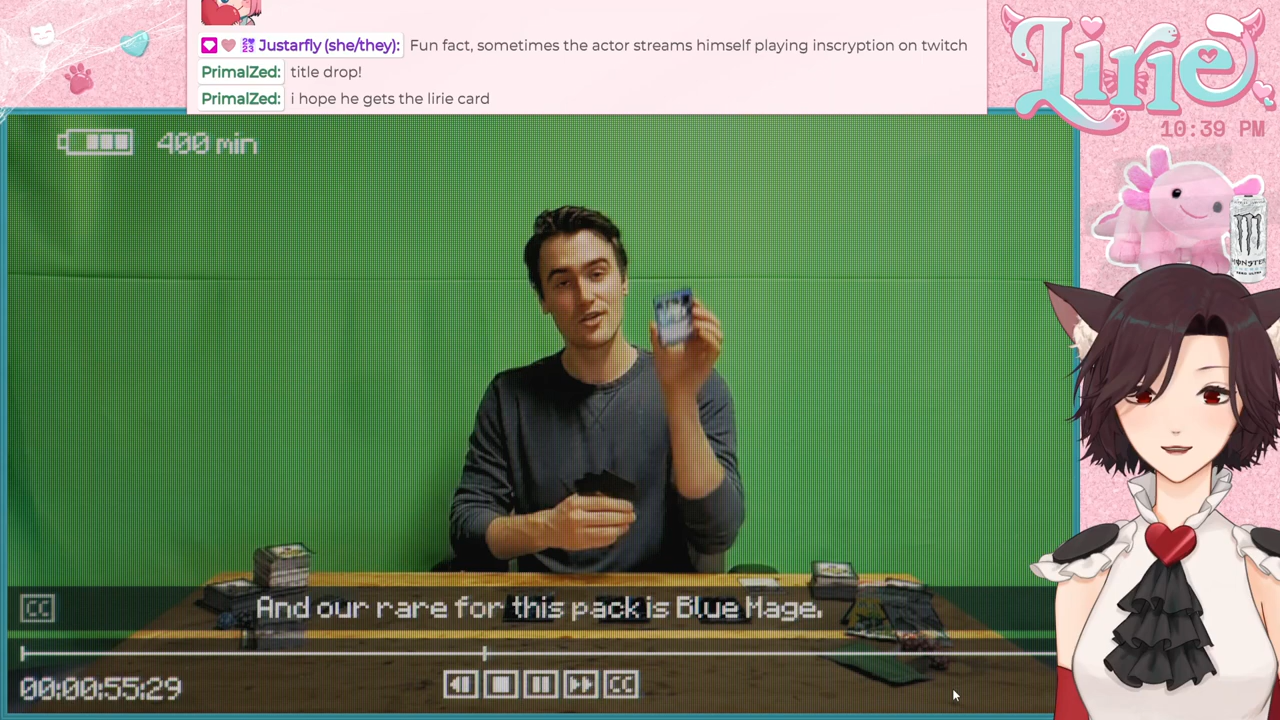 Justarfly (she/they): Fun fact, sometimes the actor streams himself playing inscryption on twitch
PrimalZed: title drop!
PrimalZed: i hope he gets the lirie card
Lirie
10:39 PM
400 min
MONSTER
CC And our rare for this pack is Blue Mage.
00:00:55:29
CC